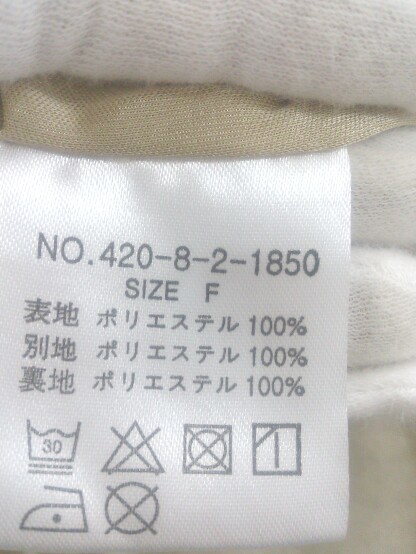 NO.420-8-2-1850
SIZE F
表地 ポリエステル 100%
別地 ポリエステル 100%
裏地 ポリエステル 100%
30